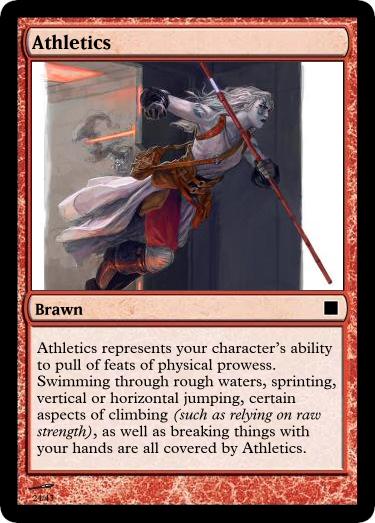 Athletics
Brawn
Athletics represents your character's ability
to pull of feats of physical prowess.
Swimming through rough waters, sprinting,
vertical or horizontal jumping, certain
aspects of climbing (such as relying on raw
strength), as well as breaking things with
your hands are all covered by Athletics.
24/43